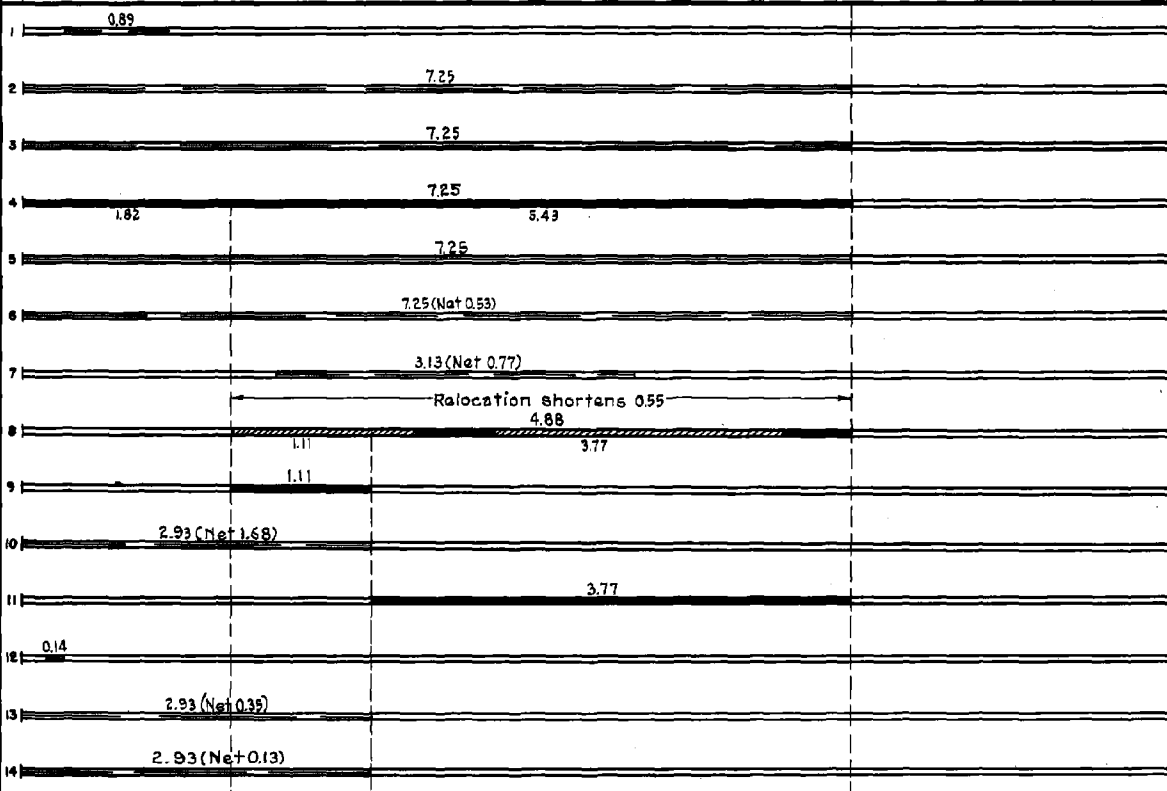 1 0.89
2 7.25
3 7.25
4 7.25
1.82 5.43
5 7.25
6 7.25 (Net 0.53)
7 3.13 (Net 0.77)
Relocation shortens 0.55
8 4.88
1.11 3.77
9 1.11
10 2.93 (Net 1.68)
11 3.77
12 0.14
13 2.93 (Net 0.35)
14 2.93 (Net 0.13)